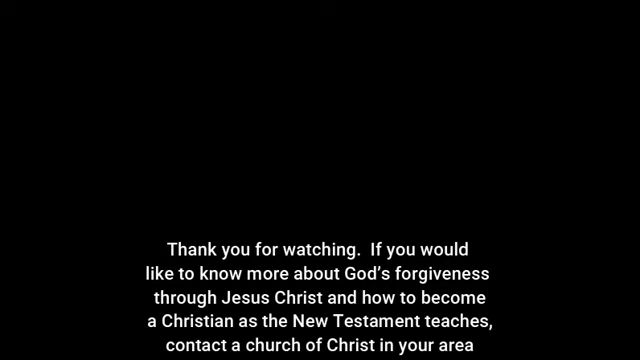 Thank you for watching.  If you would
like to know more about God’s forgiveness
through Jesus Christ and how to become
a Christian as the New Testament teaches,
contact a church of Christ in your area